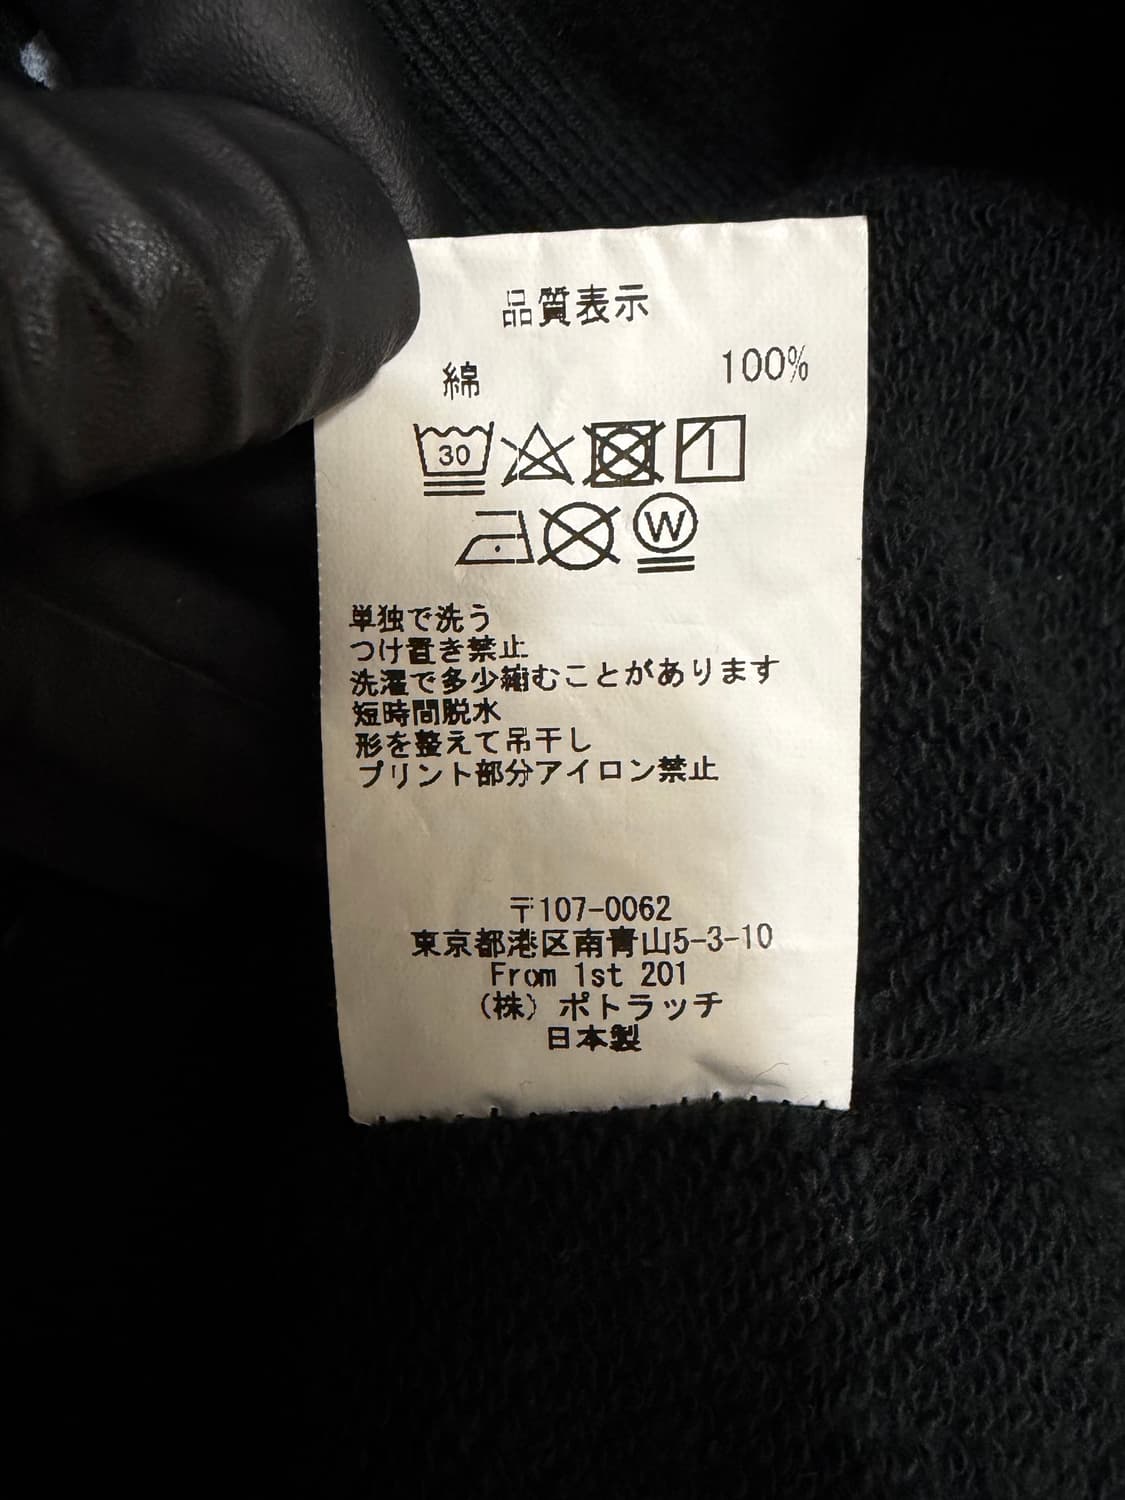 品質表示
綿 100%
30
W
単独で洗う
つけ置き禁止
洗濯で多少縮むことがあります
短時間脱水
形を整えて吊干し
プリント部分アイロン禁止
〒107-0062
東京都港区南青山5-3-10
From 1st 201
(株) ポトラッチ
日本製